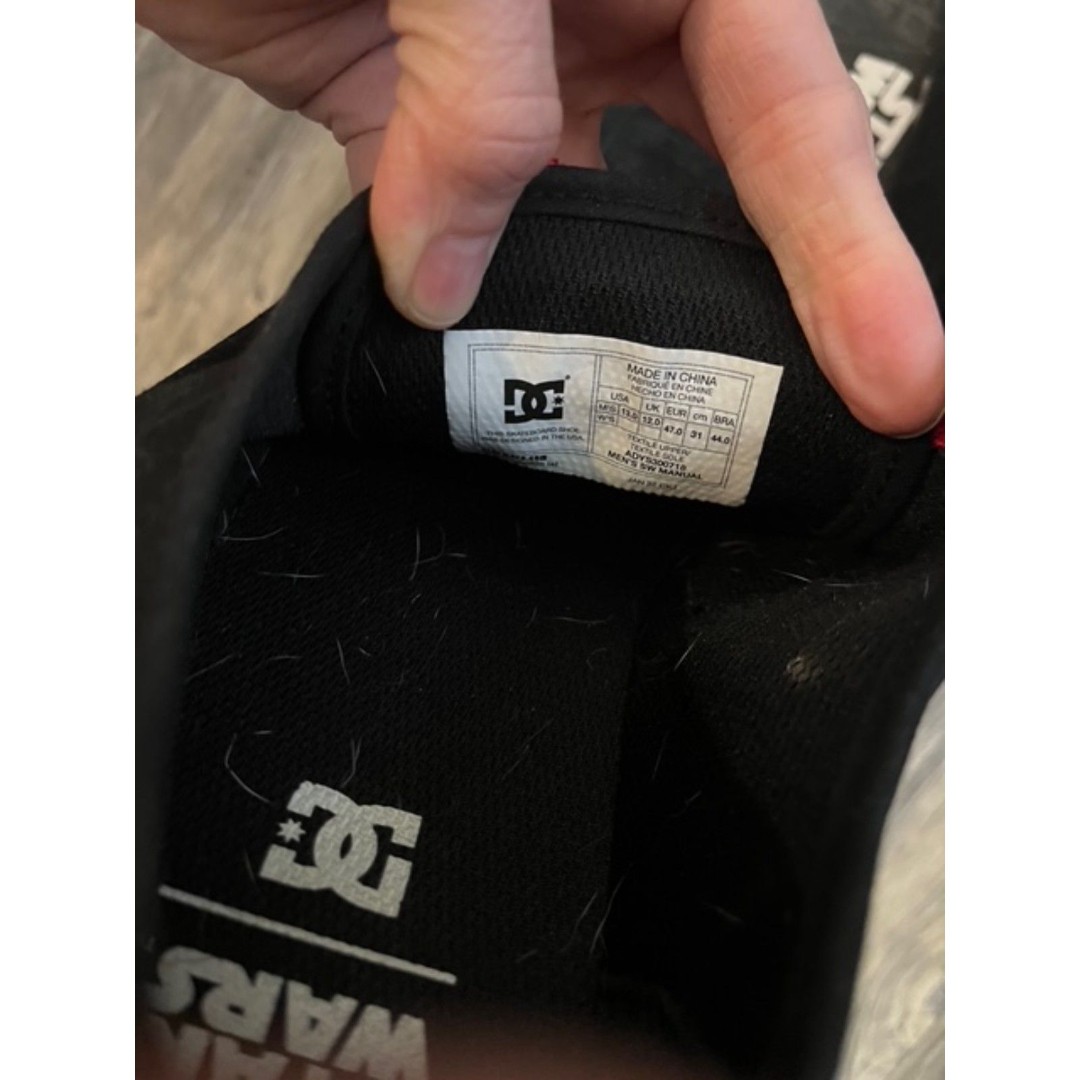 DC
THIS SKATEBOARD SHOE
WAS DESIGNED IN THE USA.
MADE IN CHINA
FABRIQUÉ EN CHINE
HECHO EN CHINA
USA UK EUR cm BRA
M'S 13.0 12.0 47.0 31 44.0
W'S
TEXTILE UPPER/
TEXTILE SOLE
ADYS300718
MEN'S SW MANUAL
DC
STAR
WARS